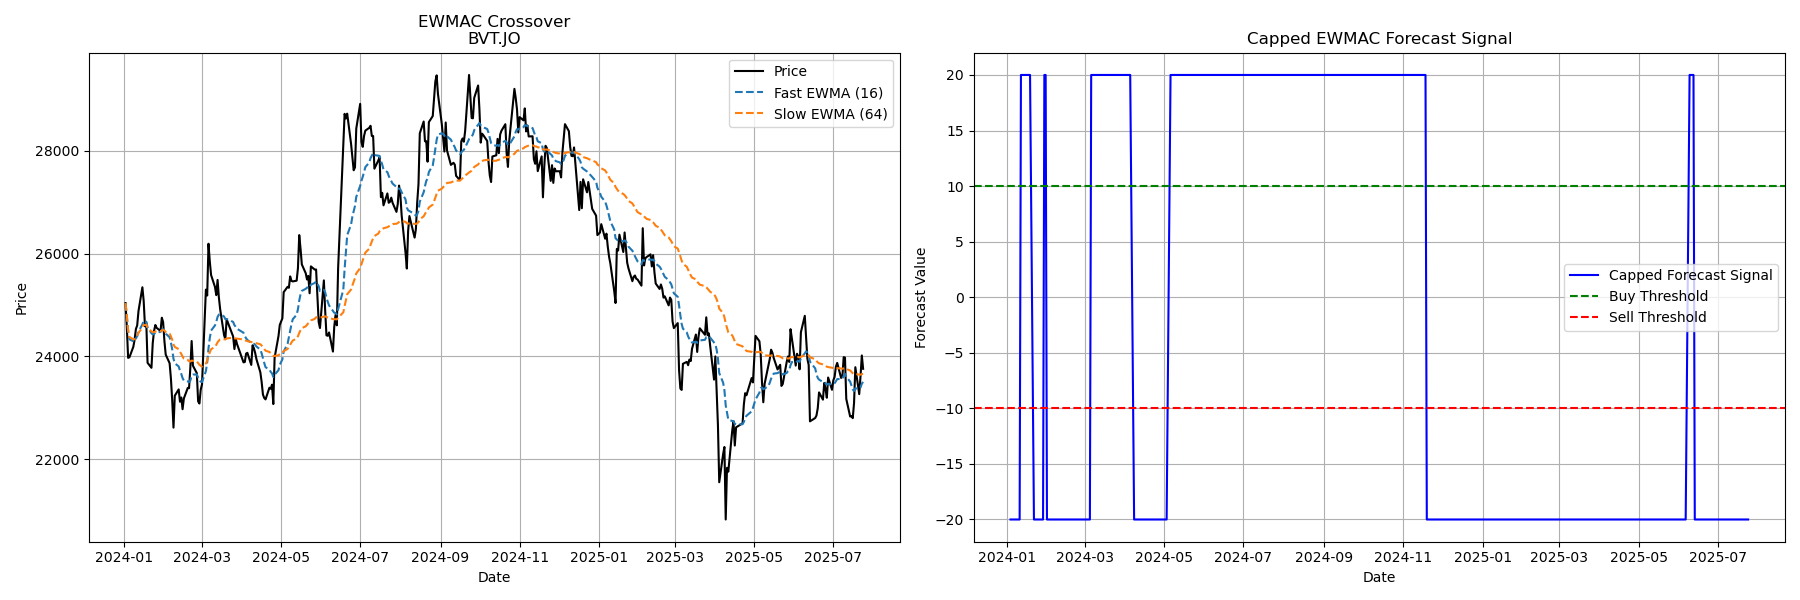 EWMAC Crossover
BVT.JO
Price
Fast EWMA (16)
Slow EWMA (64)
28000
26000
24000
22000
Price
2024-01 2024-03 2024-05 2024-07 2024-09 2024-11 2025-01 2025-03 2025-05 2025-07
Date
Capped EWMAC Forecast Signal
20
15
10
5
0
−5
−10
−15
−20
Forecast Value
Capped Forecast Signal
Buy Threshold
Sell Threshold
2024-01 2024-03 2024-05 2024-07 2024-09 2024-11 2025-01 2025-03 2025-05 2025-07
Date